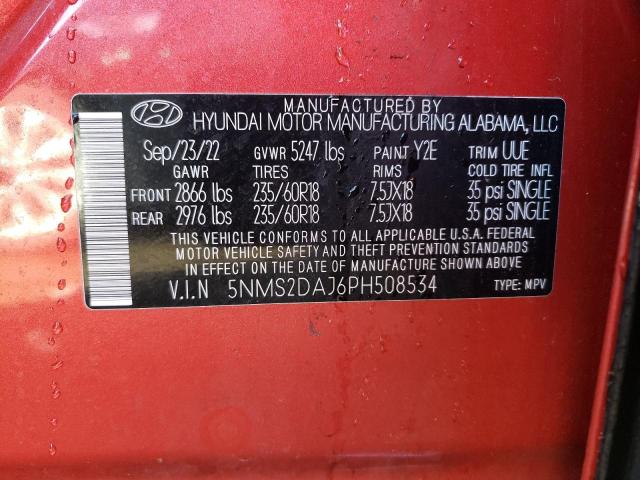 MANUFACTURED BY
HYUNDAI MOTOR MANUFACTURING ALABAMA, LLC
Sep/23/22 GVWR 5247 lbs PAINT Y2E TRIM UUE
GAWR TIRES RIMS COLD TIRE INFL
FRONT 2866 lbs 235/60R18 7.5JX18 35 psi SINGLE
REAR 2976 lbs 235/60R18 7.5JX18 35 psi SINGLE
THIS VEHICLE CONFORMS TO ALL APPLICABLE U.S.A. FEDERAL
MOTOR VEHICLE SAFETY AND THEFT PREVENTION STANDARDS
IN EFFECT ON THE DATE OF MANUFACTURE SHOWN ABOVE.
V.I.N 5NMS2DAJ6PH508534 TYPE: MPV